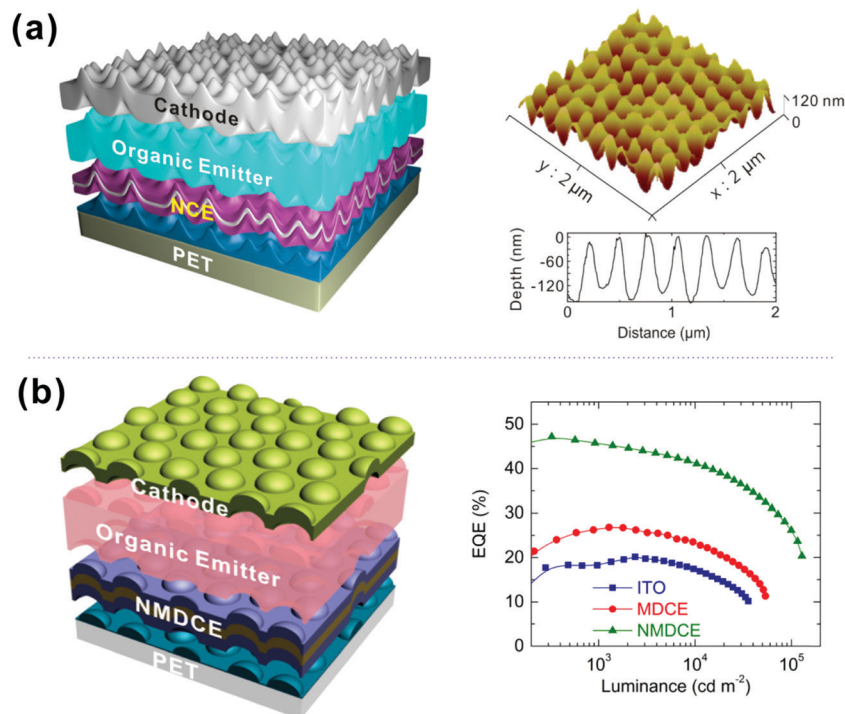 (a)
Cathode
Organic Emitter
NCE
PET
120 nm
0
y : 2 μm
x : 2 μm
0
-60
-120
Depth (nm)
0
1
2
Distance (μm)
(b)
Cathode
Organic Emitter
NMDCE
PET
50
40
30
20
10
EQE (%)
ITO
MDCE
NMDCE
10³
10⁴
10⁵
Luminance (cd m⁻²)